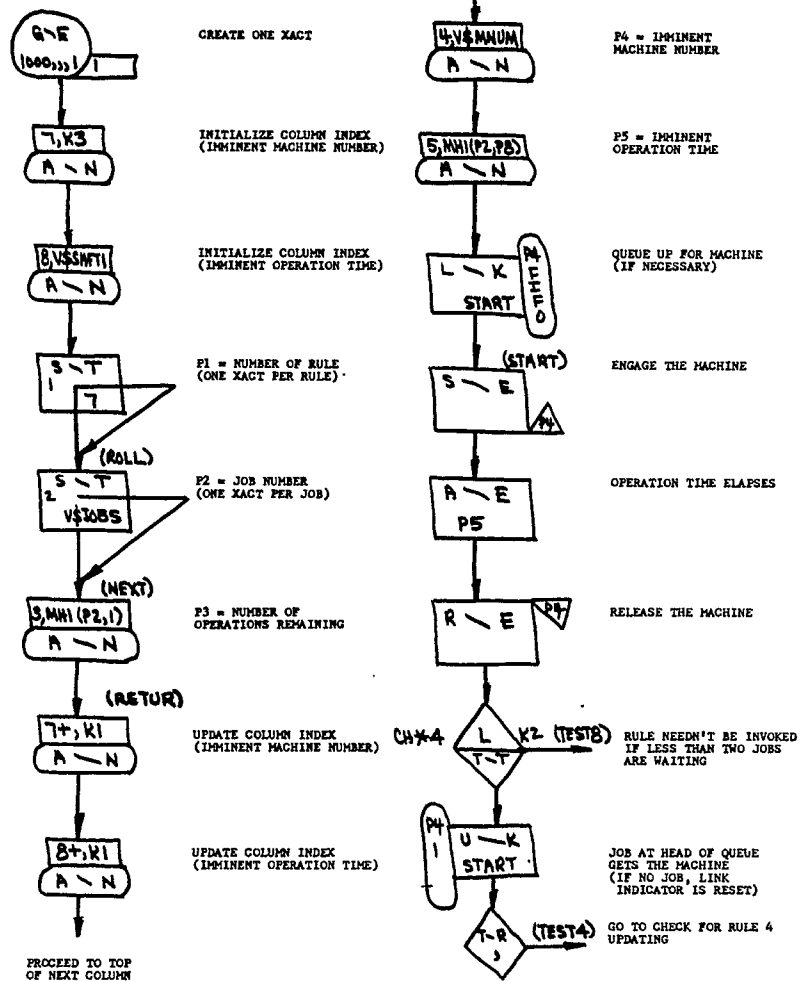 G\E
1000,,,1
1
CREATE ONE XACT
7,K3
A\N
INITIALIZE COLUMN INDEX
(IMMINENT MACHINE NUMBER)
8,V$SHFT1
A\N
INITIALIZE COLUMN INDEX
(IMMINENT OPERATION TIME)
S\T
1
7
P1 = NUMBER OF RULE
(ONE XACT PER RULE)
(ROLL)
S\T
2
V$JOBS
P2 = JOB NUMBER
(ONE XACT PER JOB)
(NEXT)
3,MH1(P2,1)
A\N
P3 = NUMBER OF
OPERATIONS REMAINING
(RETUR)
7+,K1
A\N
UPDATE COLUMN INDEX
(IMMINENT MACHINE NUMBER)
8+,K1
A\N
UPDATE COLUMN INDEX
(IMMINENT OPERATION TIME)
PROCEED TO TOP
OF NEXT COLUMN
4,V$MNUM
A\N
P4 = IMMINENT
MACHINE NUMBER
5,MH1(P2,P8)
A\N
P5 = IMMINENT
OPERATION TIME
L\K
START
P4
FIFO
QUEUE UP FOR MACHINE
(IF NECESSARY)
(START)
S\E
P4
ENGAGE THE MACHINE
A\E
P5
OPERATION TIME ELAPSES
R\E
P4
RELEASE THE MACHINE
CH*4
L
T-T
K2 (TEST8)
RULE NEEDN'T BE INVOKED
IF LESS THAN TWO JOBS
ARE WAITING
P4
1
U\K
START
JOB AT HEAD OF QUEUE
GETS THE MACHINE
(IF NO JOB, LINK
INDICATOR IS RESET)
T-R
,
(TEST4)
GO TO CHECK FOR RULE 4
UPDATING